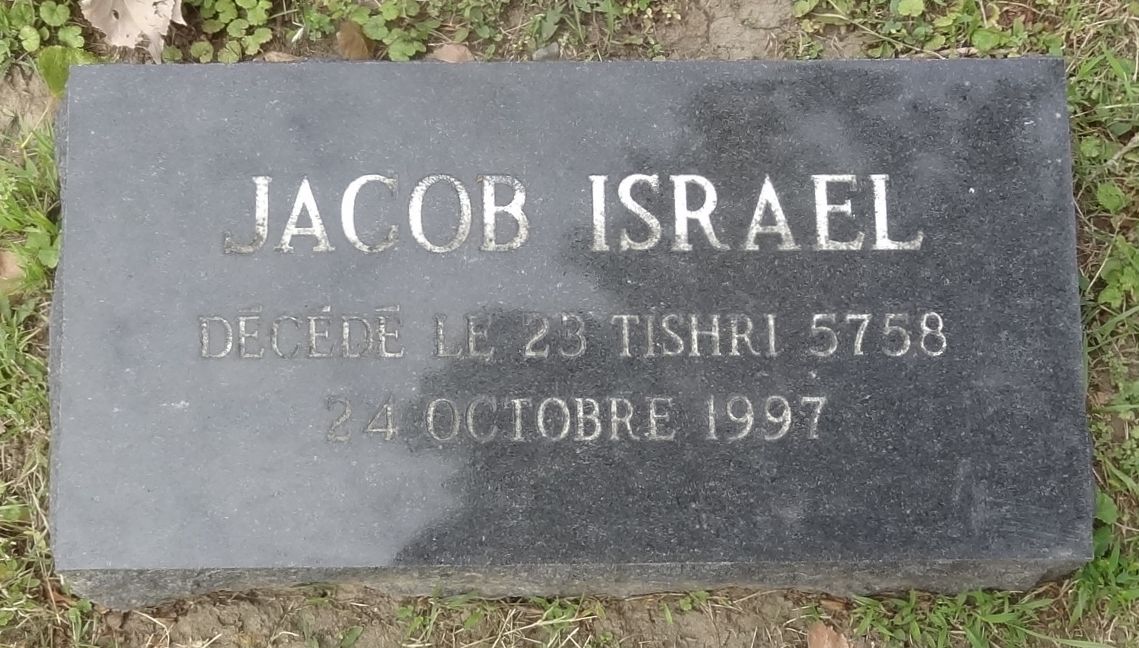 JACOB ISRAEL
DÉCÉDÉ LE 23 TISHRI 5758
24 OCTOBRE 1997